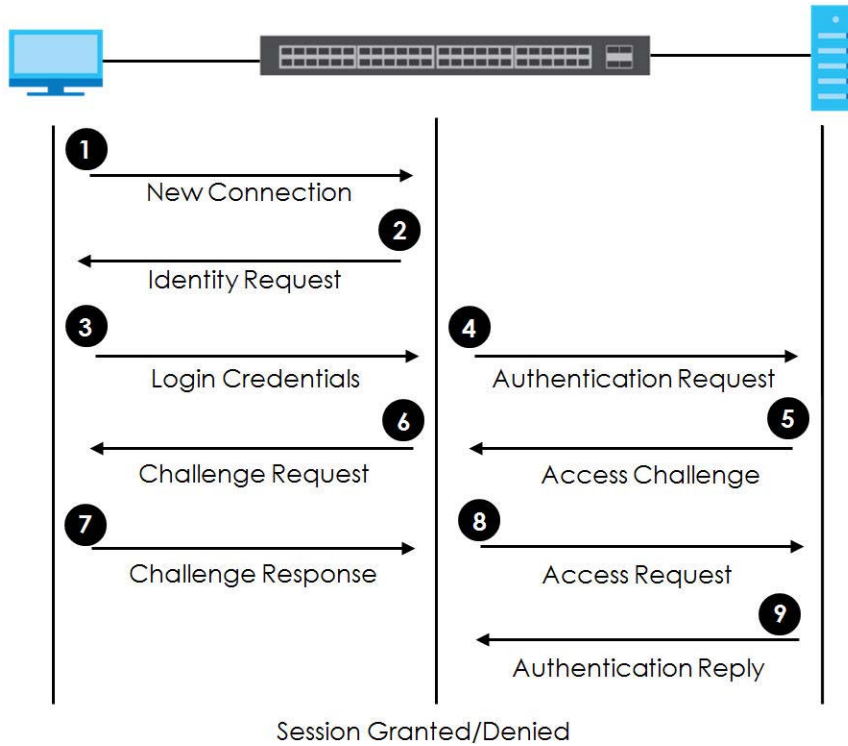 1
New Connection
2
Identity Request
3
Login Credentials
4
Authentication Request
5
Access Challenge
6
Challenge Request
7
Challenge Response
8
Access Request
9
Authentication Reply
Session Granted/Denied